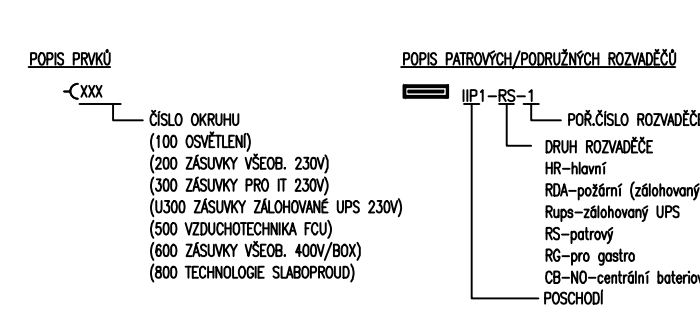 POPIS PRVKŮ
XXX
ČÍSLO OKRUHU
(100 OSVĚTLENÍ)
(200 ZÁSUVKY VŠEOB. 230V)
(300 ZÁSUVKY PRO IT 230V)
(U300 ZÁSUVKY ZÁLOHOVANÉ UPS 230V)
(500 VZDUCHOTECHNIKA FCU)
(600 ZÁSUVKY VŠEOB. 400V/BOX)
(800 TECHNOLOGIE SLABOPROUD)
POPIS PATROVÝCH/PODRUŽNÝCH ROZVADĚČŮ
IIP1-RS-1
POŘ.ČÍSLO ROZVADĚČE
DRUH ROZVADĚČE
HR-hlavní
RDA-požární (zálohovaný
Rups-zálohovaný UPS
RS-patrový
RG-pro gastro
CB-NO-centrální bateriov
POSCHODÍ